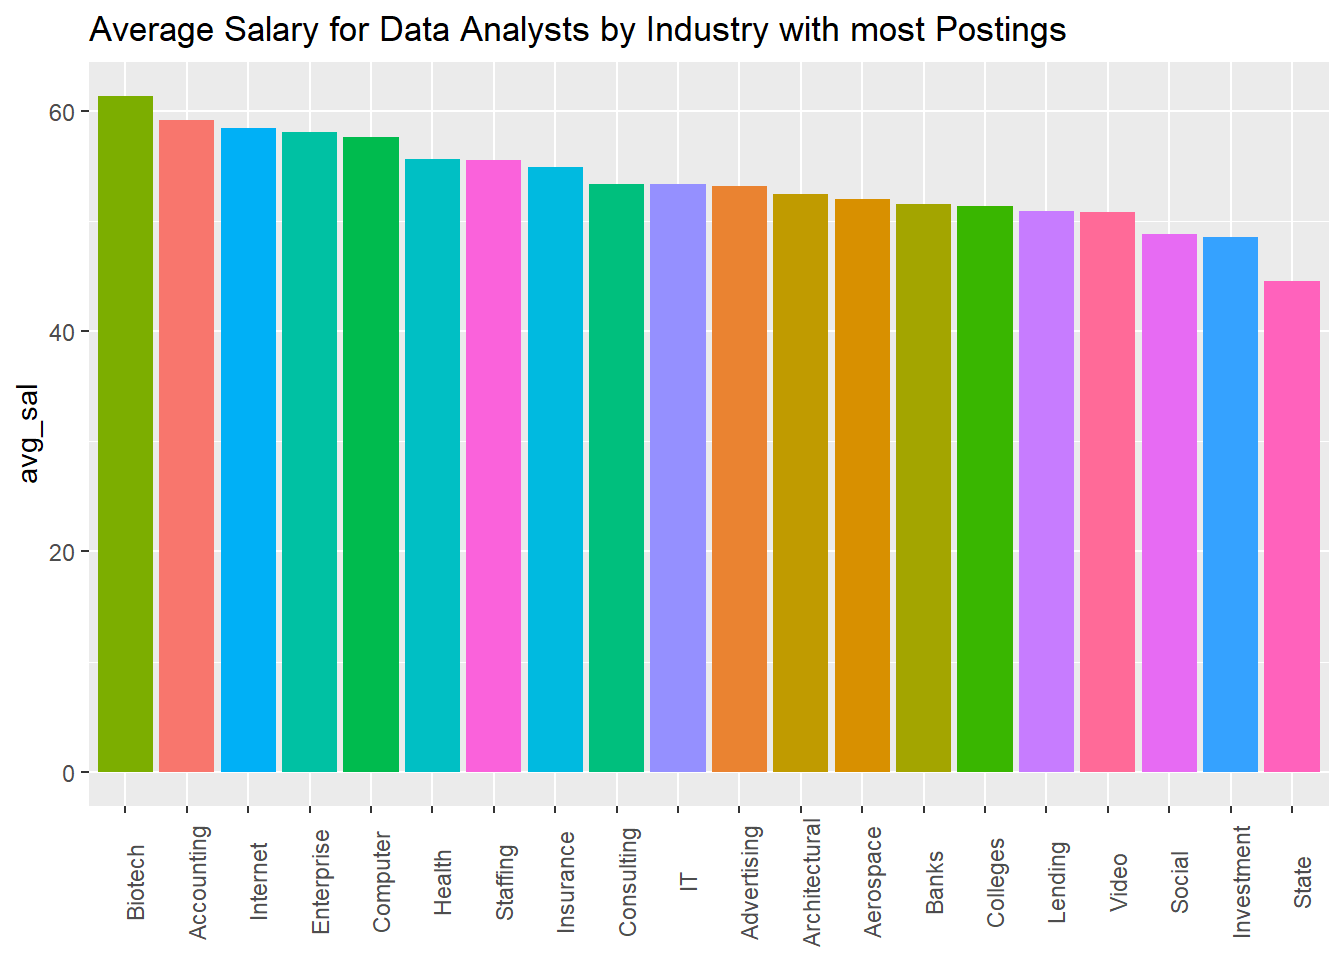 Average Salary for Data Analysts by Industry with most Postings
avg_sal
60
40
20
0
Biotech
Accounting
Internet
Enterprise
Computer
Health
Staffing
Insurance
Consulting
IT
Advertising
Architectural
Aerospace
Banks
Colleges
Lending
Video
Social
Investment
State